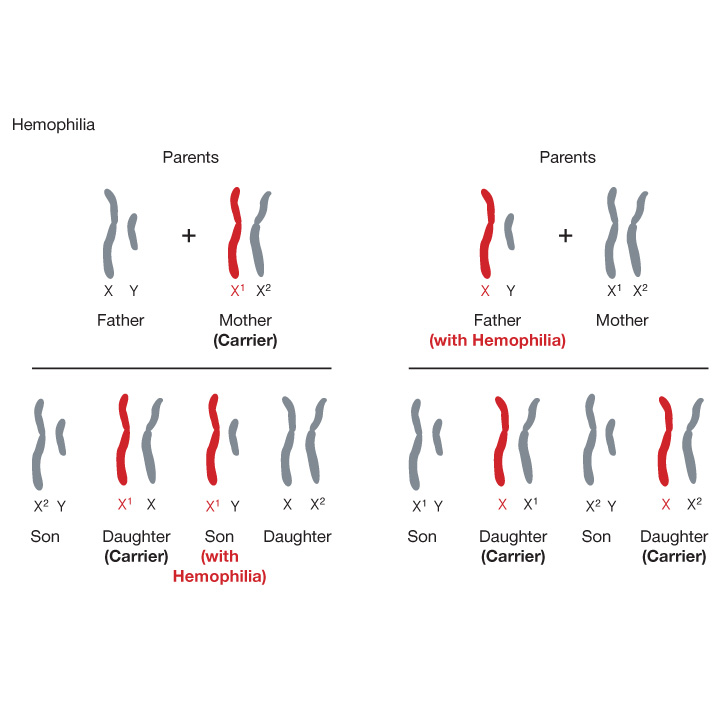 Hemophilia
Parents
X Y
+
X¹ X²
Father
Mother
(Carrier)
X² Y
X¹ X
X¹ Y
X X²
Son
Daughter
(Carrier)
Son
(with
Hemophilia)
Daughter
Parents
X Y
+
X¹ X²
Father
(with Hemophilia)
Mother
X¹ Y
X X¹
X² Y
X X²
Son
Daughter
(Carrier)
Son
Daughter
(Carrier)